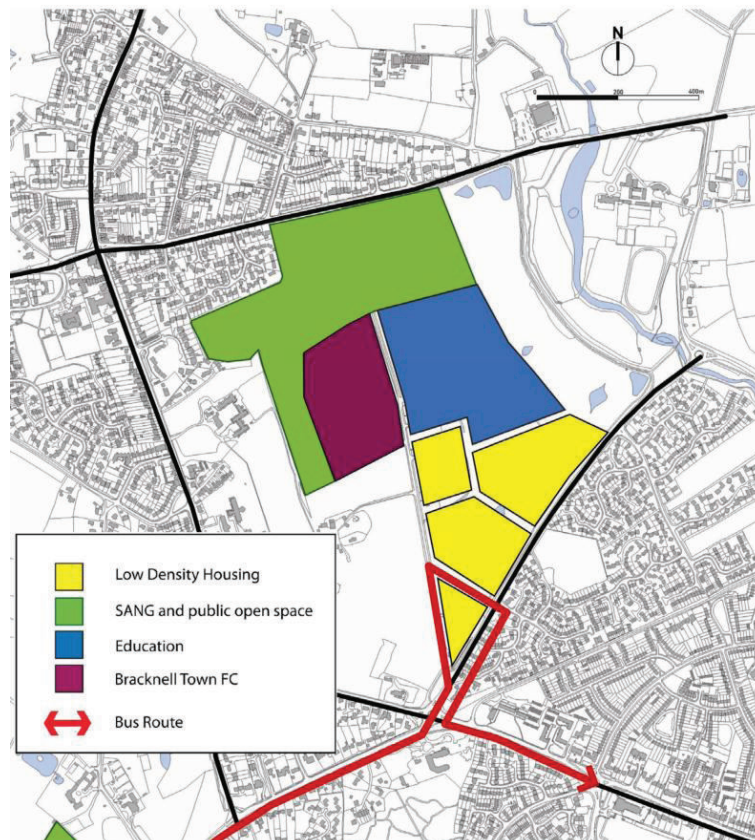 N
0 200 400m
Low Density Housing
SANG and public open space
Education
Bracknell Town FC
Bus Route